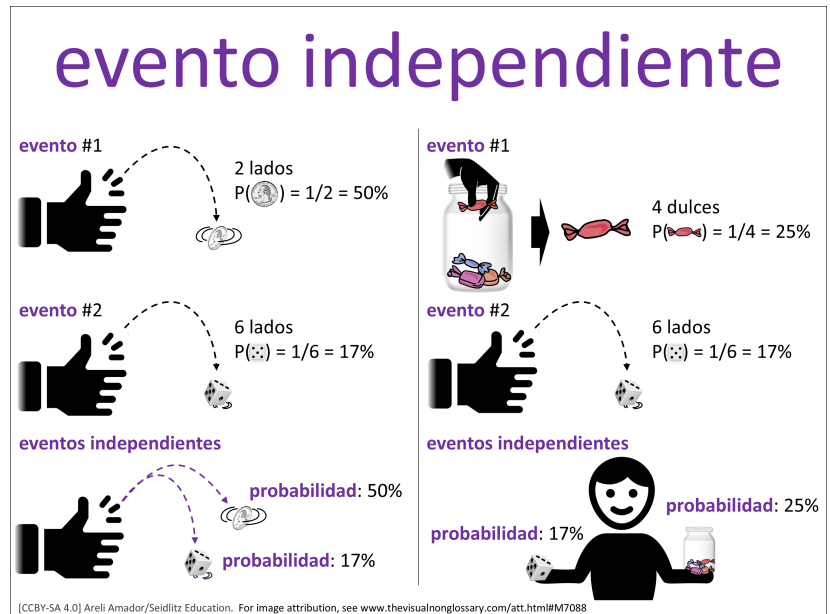 evento independiente
evento #1
2 lados
P( ) = 1/2 = 50%
evento #2
6 lados
P( ) = 1/6 = 17%
eventos independientes
probabilidad: 50%
probabilidad: 17%
evento #1
4 dulces
P( ) = 1/4 = 25%
evento #2
6 lados
P( ) = 1/6 = 17%
eventos independientes
probabilidad: 25%
probabilidad: 17%
[CCBY-SA 4.0] Areli Amador/Seidlitz Education. For image attribution, see www.thevisualnonglossary.com/att.html#M7088